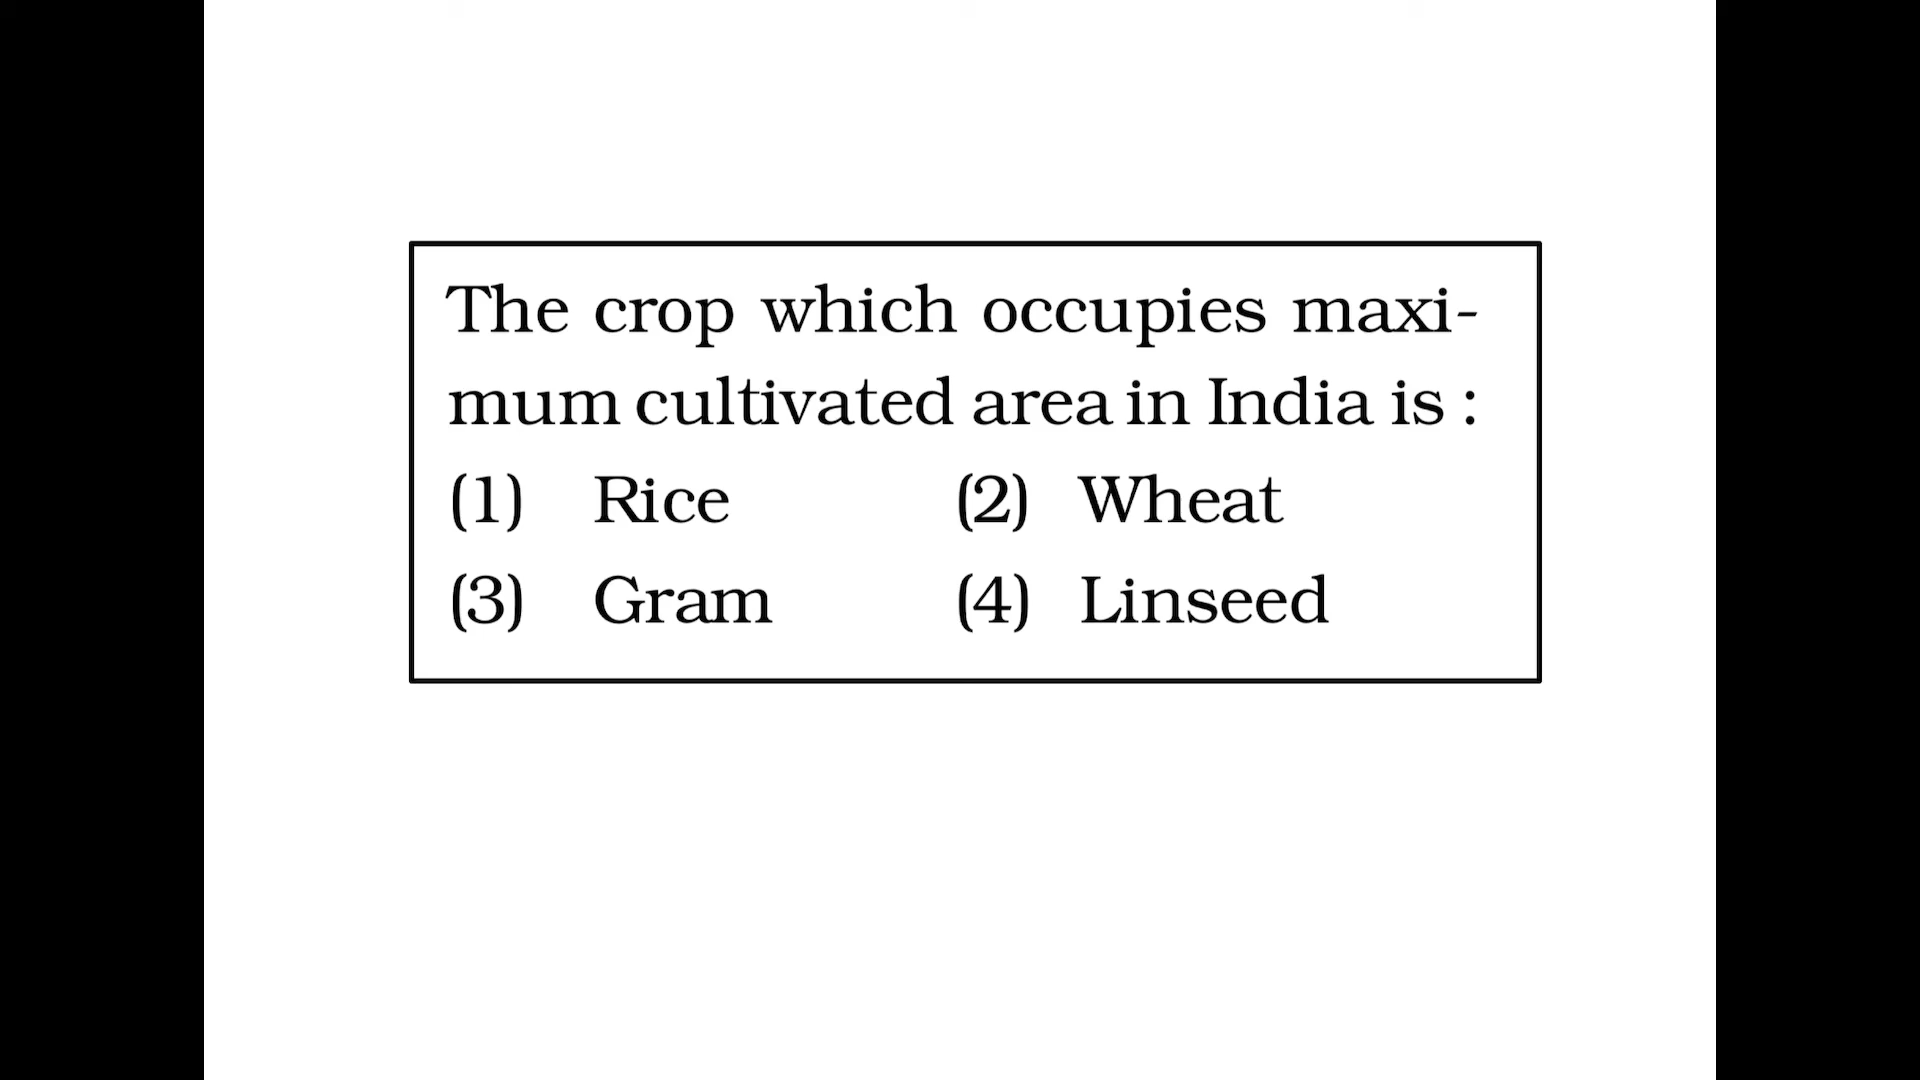 The crop which occupies maxi-
mum cultivated area in India is :
(1) Rice (2) Wheat
(3) Gram (4) Linseed